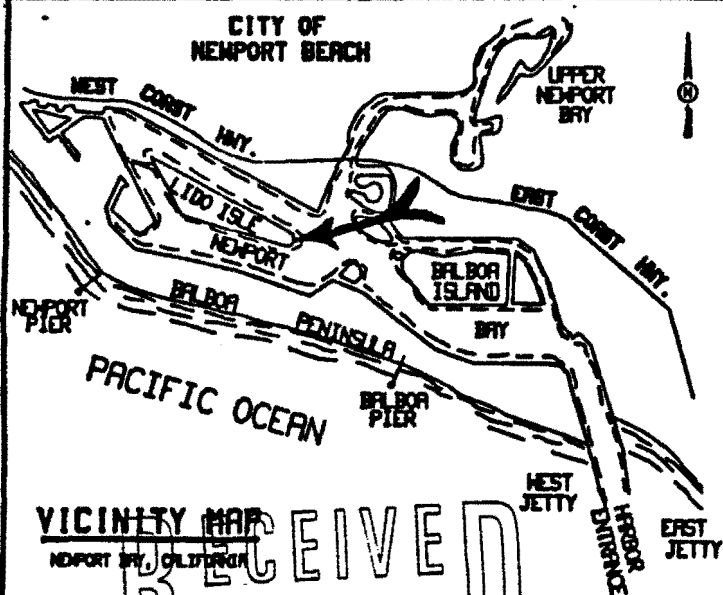 CITY OF
NEWPORT BEACH
UPPER
NEWPORT
BAY
N
WEST COAST HWY.
EAST COAST HWY.
LIDO ISLE
NEWPORT
BALBOA
ISLAND
BAY
NEWPORT
PIER
BALBOA PENINSULA
BALBOA
PIER
PACIFIC OCEAN
WEST
JETTY
HARBOR
ENTRANCE
EAST
JETTY
VICINITY MAP
NEWPORT BAY, CALIFORNIA
RECEIVED